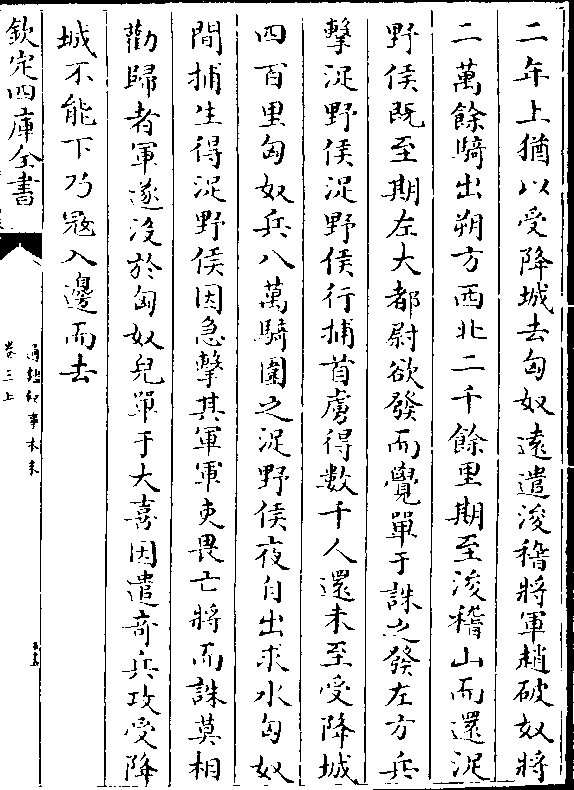 二年上猶以受降城去匈奴遠遣浚稽將軍趙破奴將
二萬餘騎出朔方西北二千餘里期至浚稽山而還浞
野侯既至期左大都尉欲發而覺單于誅之發左方兵
擊浞野侯浞野侯行捕首虜得數千人還未至受降城
四百里匈奴兵八萬騎圍之浞野侯夜自出求水匈奴
間捕生得浞野侯因急擊其軍軍吏畏亡將而誅莫相
勸歸者軍遂沒於匈奴兒單于大喜因遣奇兵攻受降
城不能下乃寇入邊而去
欽定四庫全書
通鑑紀事本末
卷三上